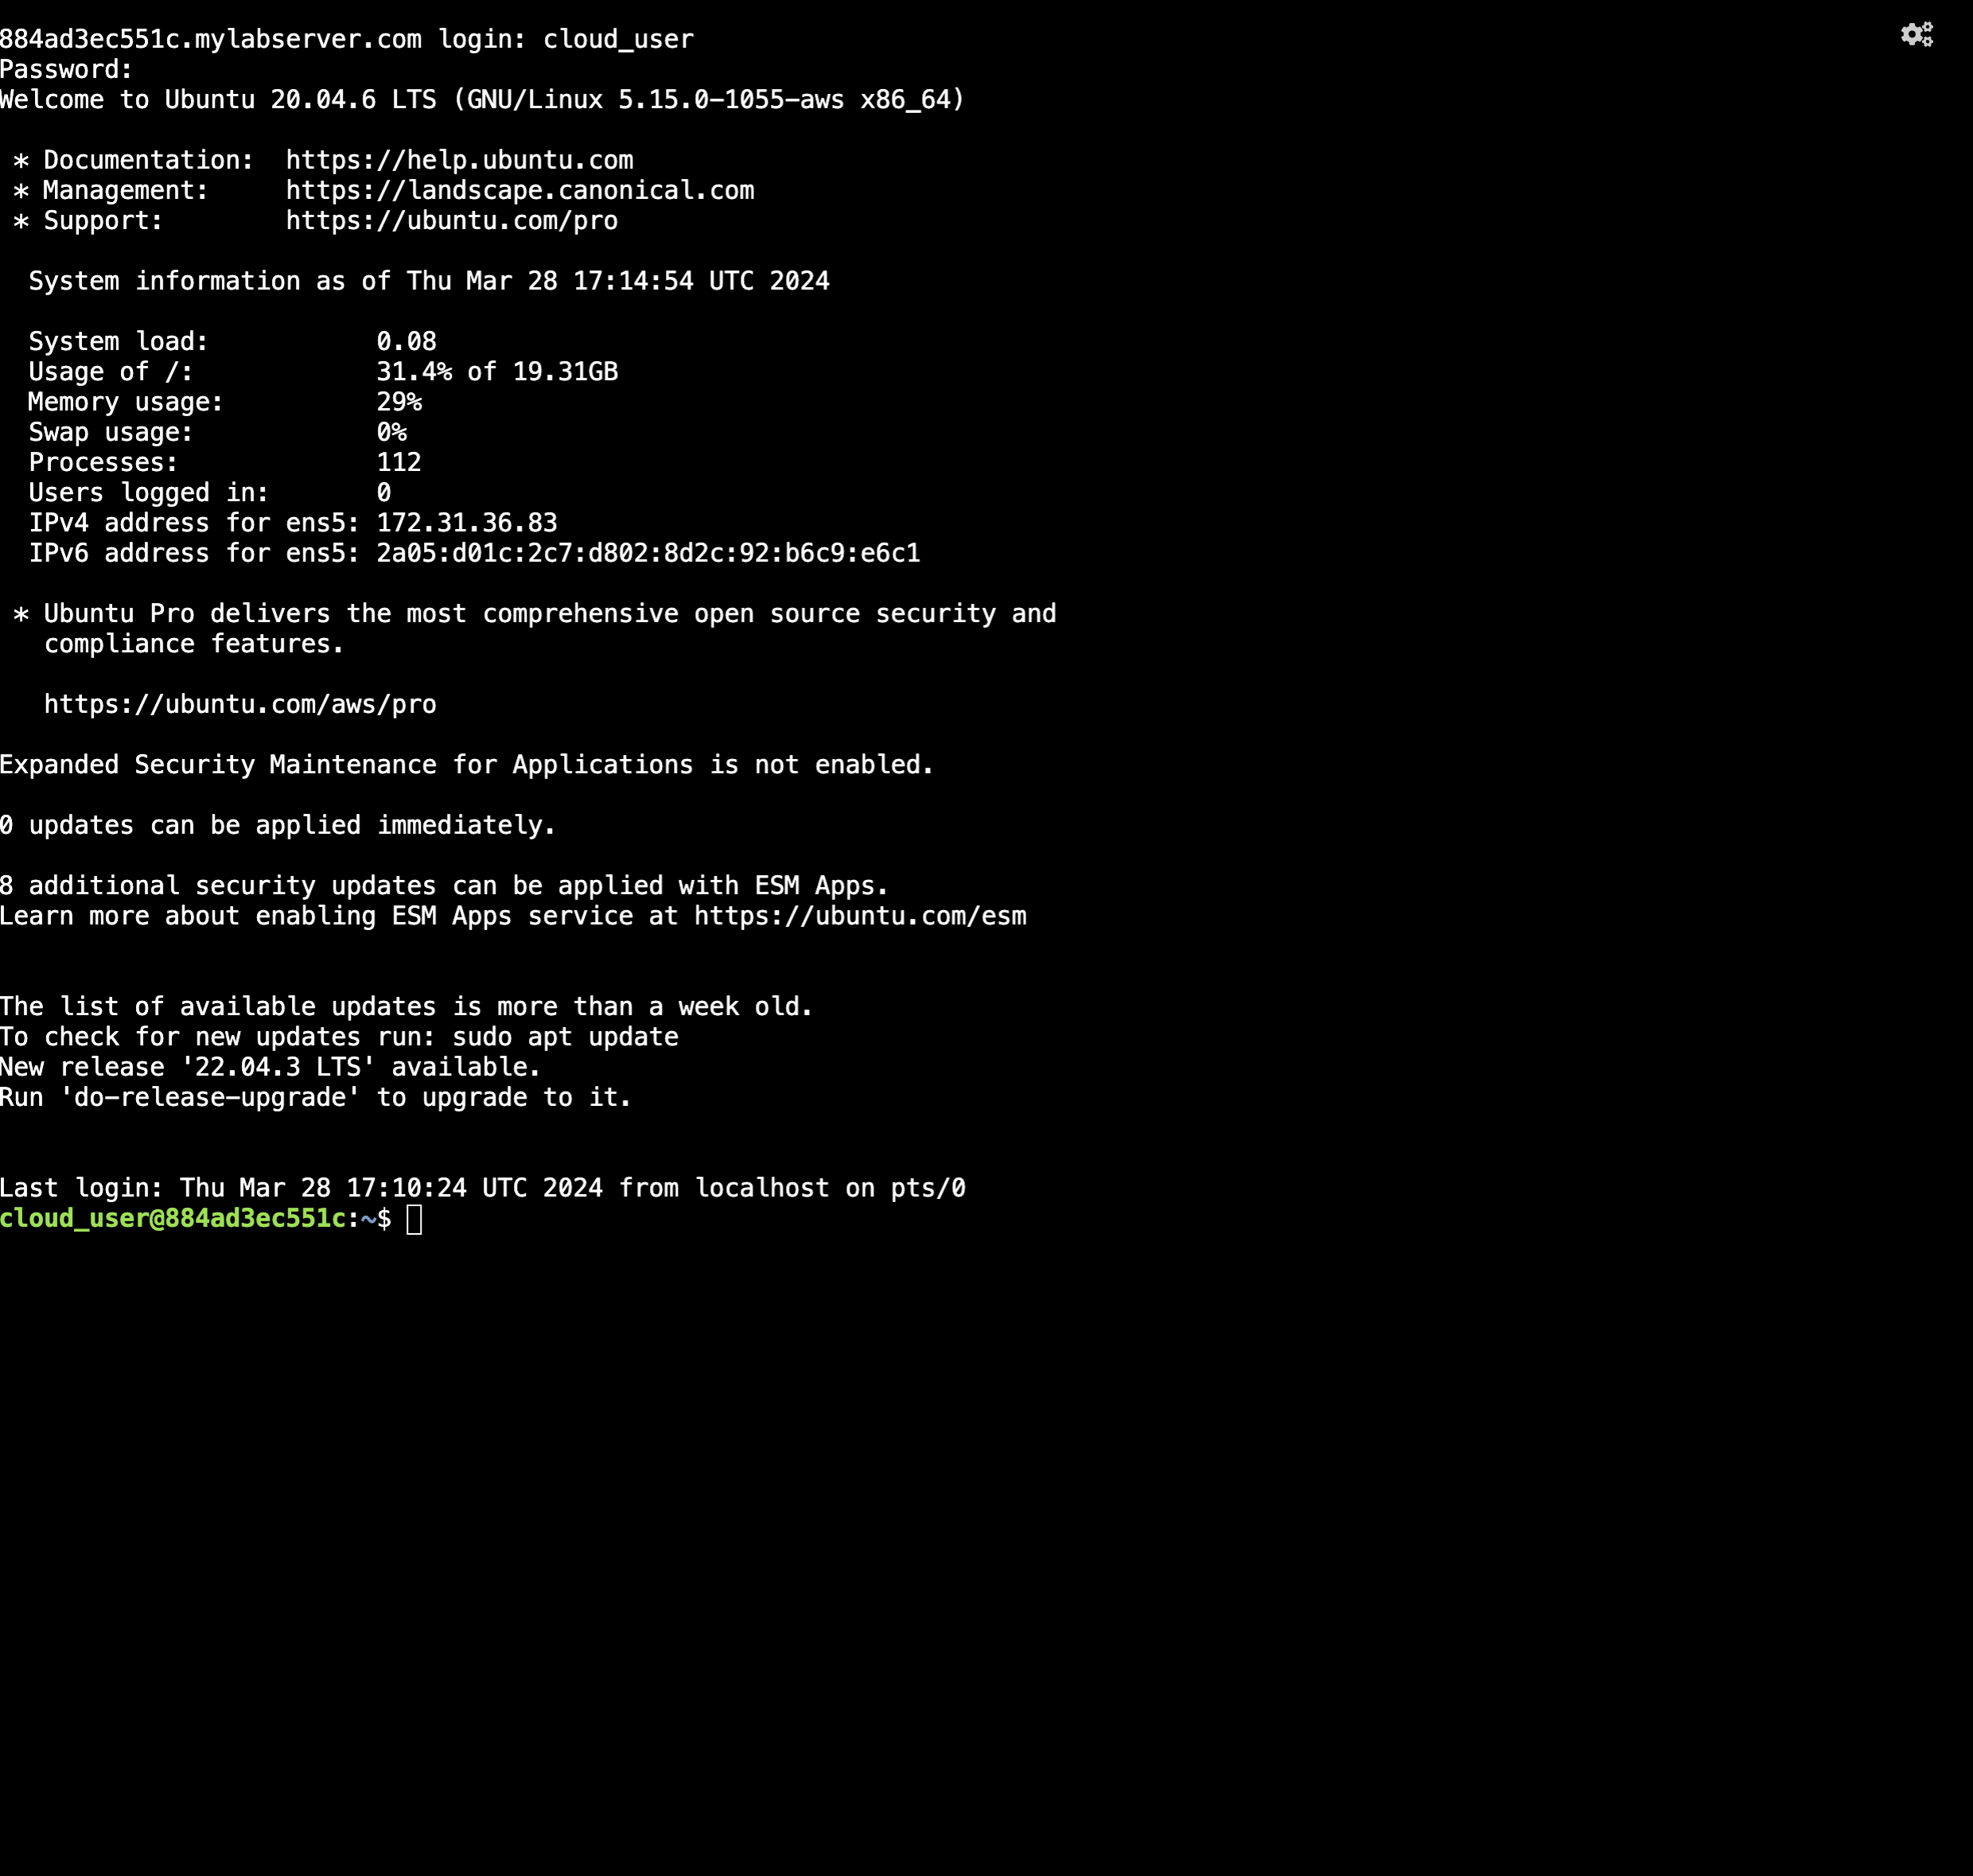 884ad3ec551c.mylabserver.com login: cloud_user
Password:
Welcome to Ubuntu 20.04.6 LTS (GNU/Linux 5.15.0-1055-aws x86_64)

 * Documentation:  https://help.ubuntu.com
 * Management:     https://landscape.canonical.com
 * Support:        https://ubuntu.com/pro

  System information as of Thu Mar 28 17:14:54 UTC 2024

  System load:           0.08
  Usage of /:            31.4% of 19.31GB
  Memory usage:          29%
  Swap usage:            0%
  Processes:             112
  Users logged in:       0
  IPv4 address for ens5: 172.31.36.83
  IPv6 address for ens5: 2a05:d01c:2c7:d802:8d2c:92:b6c9:e6c1

 * Ubuntu Pro delivers the most comprehensive open source security and
   compliance features.

   https://ubuntu.com/aws/pro

Expanded Security Maintenance for Applications is not enabled.

0 updates can be applied immediately.

8 additional security updates can be applied with ESM Apps.
Learn more about enabling ESM Apps service at https://ubuntu.com/esm


The list of available updates is more than a week old.
To check for new updates run: sudo apt update
New release '22.04.3 LTS' available.
Run 'do-release-upgrade' to upgrade to it.


Last login: Thu Mar 28 17:10:24 UTC 2024 from localhost on pts/0
cloud_user@884ad3ec551c:~$